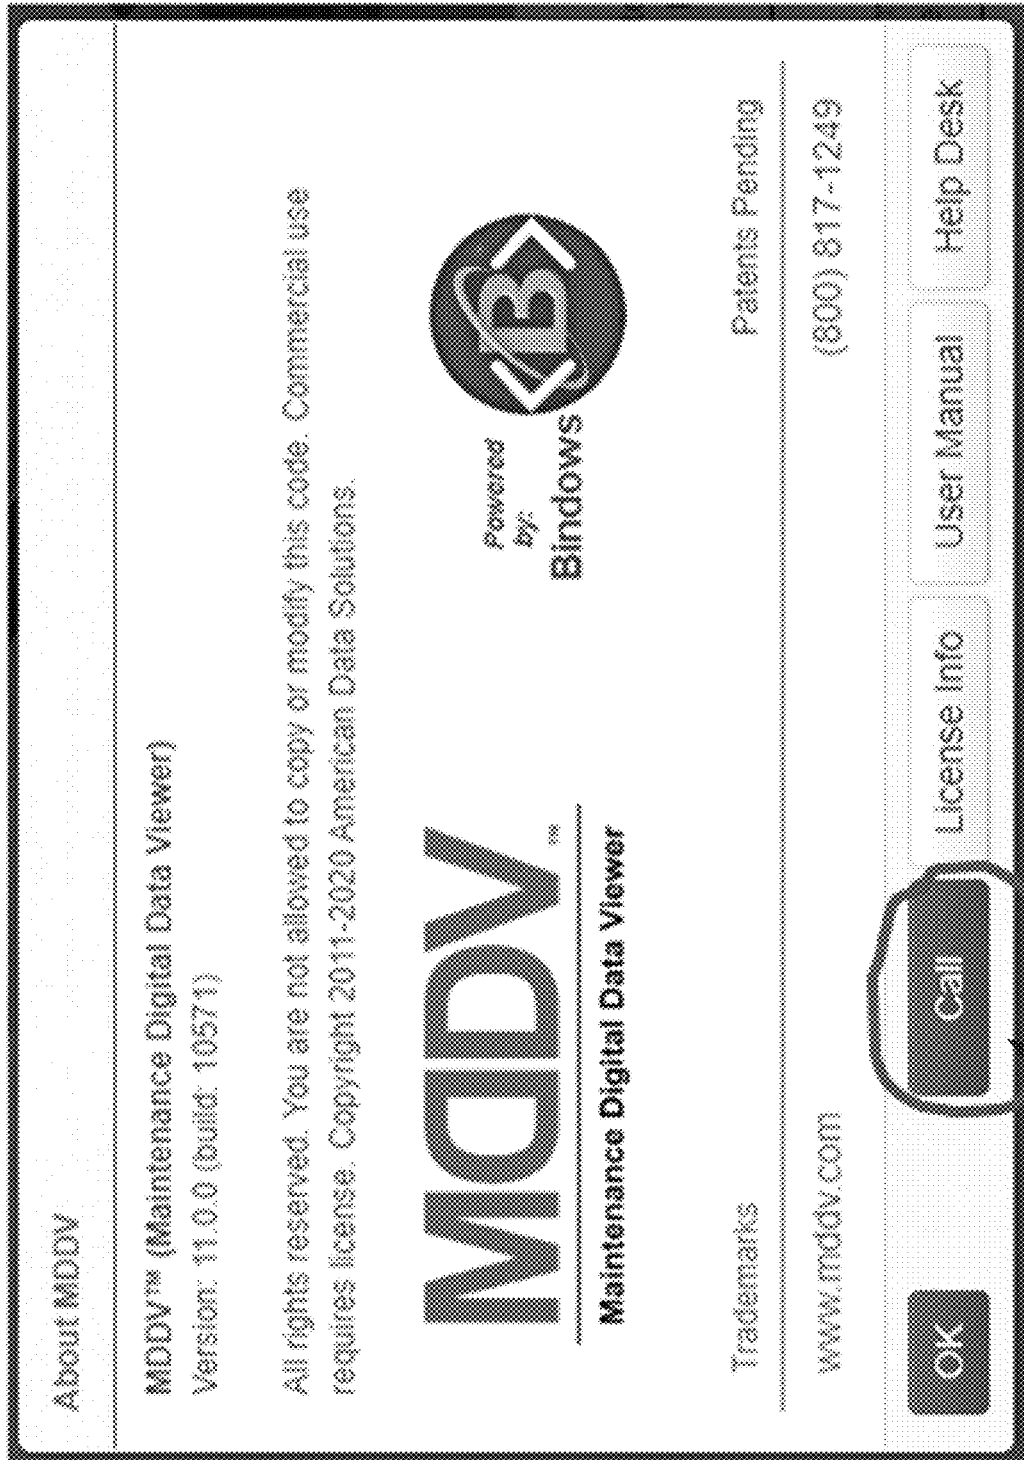 About MDDV
MDDV™ (Maintenance Digital Data Viewer)
Version: 11.0.0 (build: 10571)
All rights reserved. You are not allowed to copy or modify this code. Commercial use
requires license. Copyright 2011-2020 American Data Solutions.
MDDV™
Maintenance Digital Data Viewer
Powered
by:
Bindows
<B>
Trademarks
Patents Pending
www.mddv.com
(800) 817-1249
OK
Call
License Info
User Manual
Help Desk